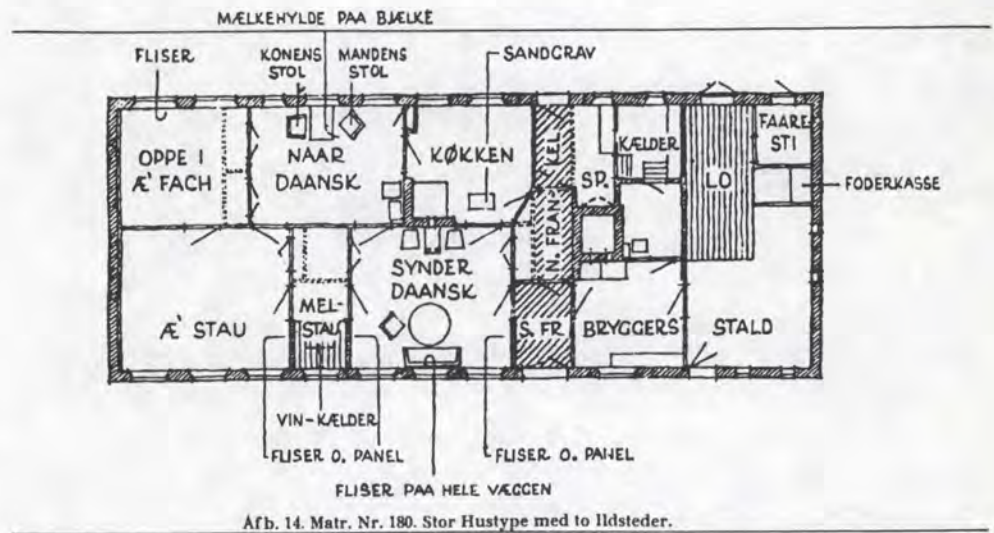 MÆLKEHYLDE PAA BJÆLKE
FLISER
KONENS
STOL
MANDENS
STOL
SANDGRAV
OPPE I
Æ' FACH
NAAR
DAANSK
KØKKEN
KEL
SP.
KÆLDER
LO
FAARE
STI
FODERKASSE
Æ' STAU
MEL-
STAU
SYNDER
DAANSK
N. FRAN-
S. FR.
BRYGGERS
STALD
VIN-KÆLDER
FLISER O. PANEL
FLISER O. PANEL
FLISER PAA HELE VÆGGEN
Afb. 14. Matr. Nr. 180. Stor Hustype med to Ildsteder.